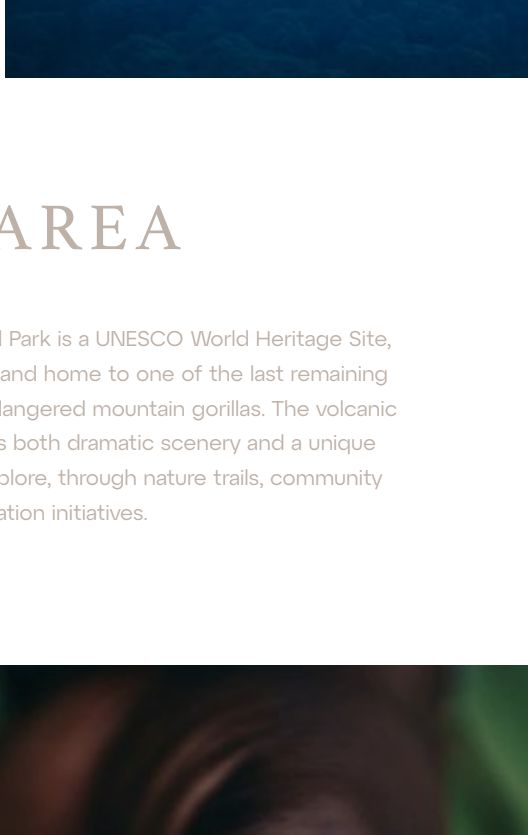 AREA
Park is a UNESCO World Heritage Site,
and home to one of the last remaining
dangered mountain gorillas. The volcanic
s both dramatic scenery and a unique
plore, through nature trails, community
ation initiatives.